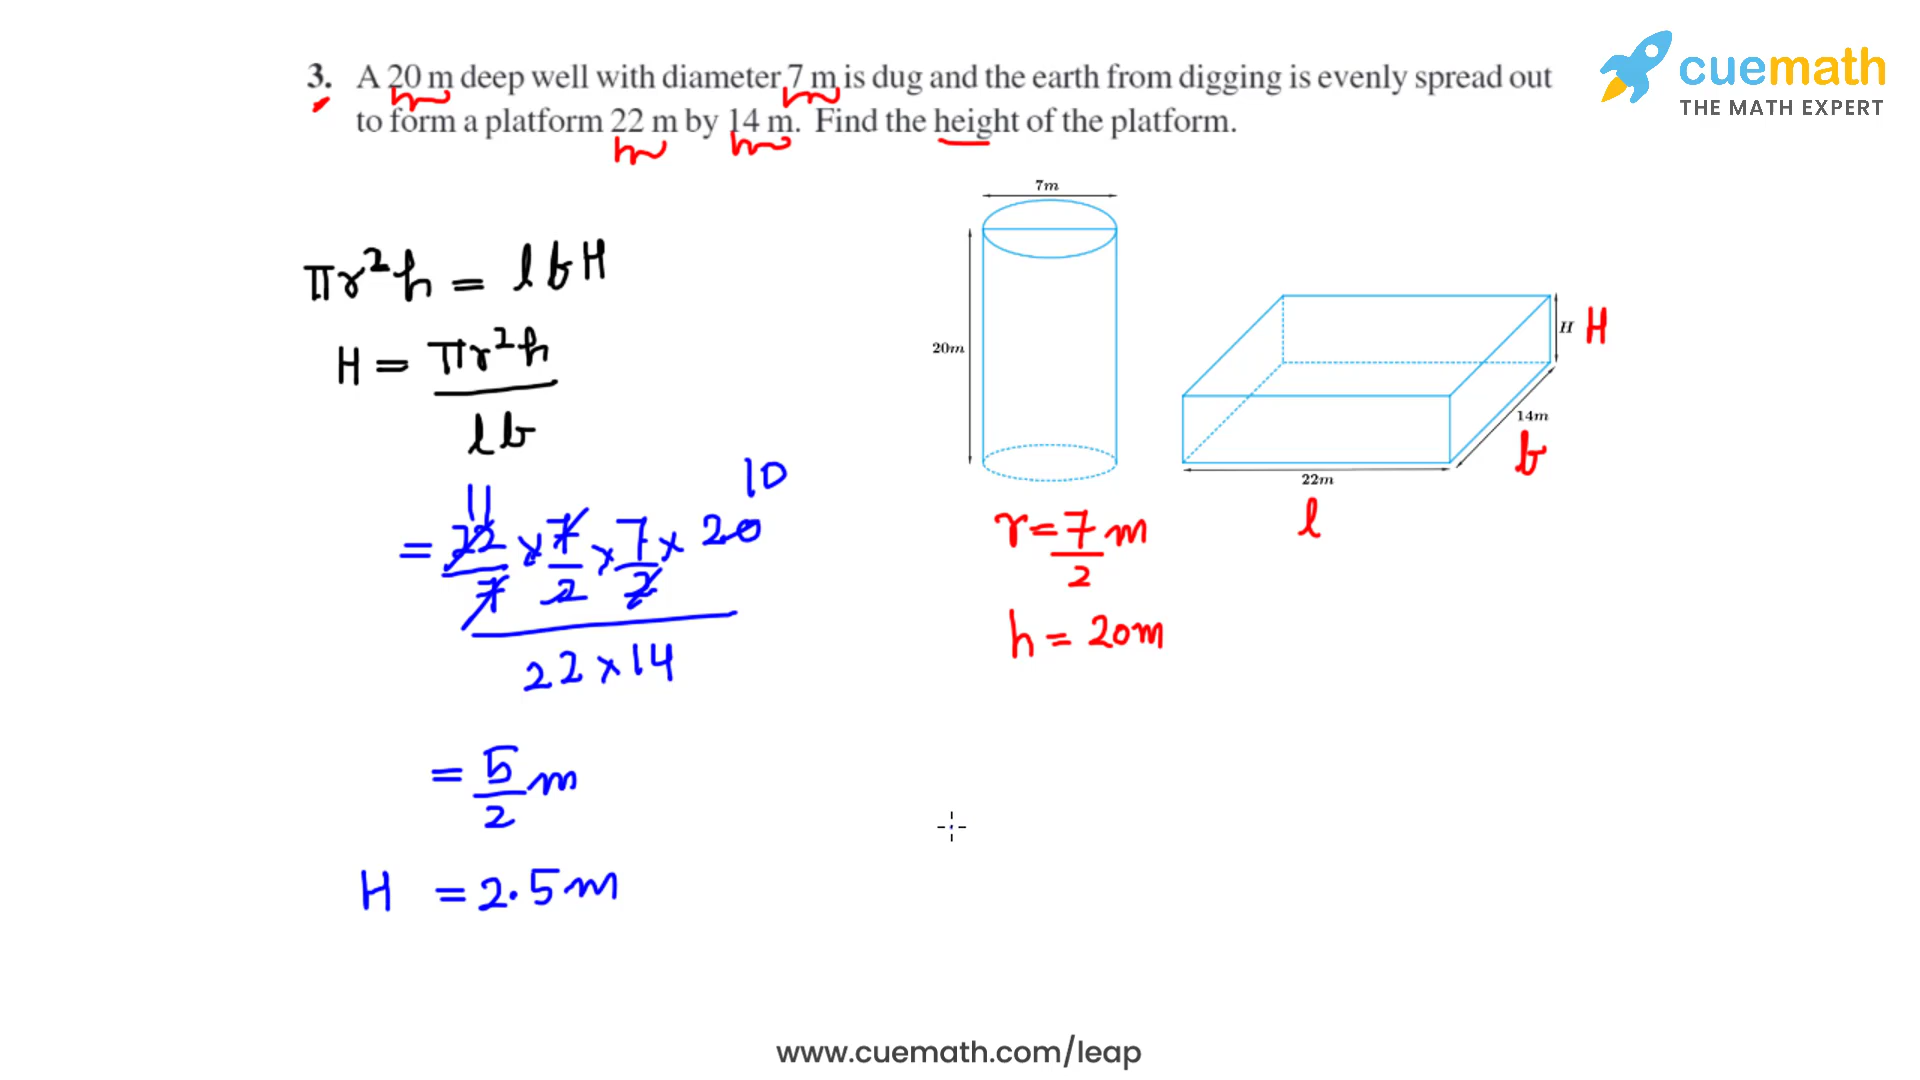 3. A 20 m deep well with diameter 7 m is dug and the earth from digging is evenly spread out
to form a platform 22 m by 14 m. Find the height of the platform.
cuemath
THE MATH EXPERT
πr²h = lbH
H = πr²h
lb
11
10
= 22/7 × 7/2 × 7/2 × 20
22 × 14
= 5/2 m
H = 2.5 m
7m
20m
H H
14m
b
22m
l
r = 7/2 m
h = 20m
www.cuemath.com/leap